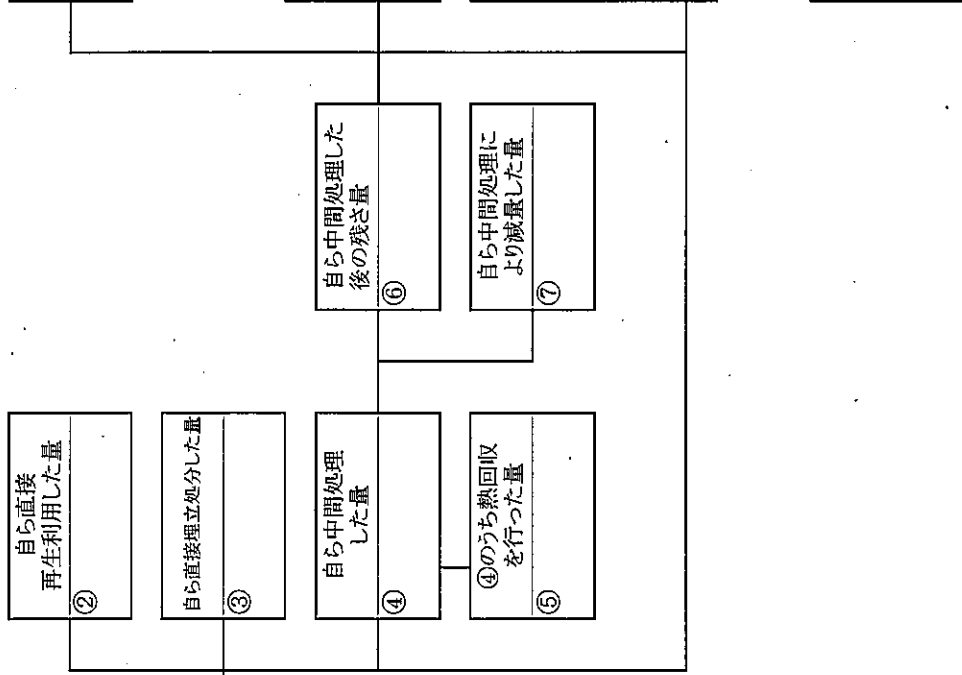 自ら直接
再生利用した量
②
自ら直接埋立処分した量
③
自ら中間処理
した量
④
④のうち熱回収
を行った量
⑤
自ら中間処理した
後の残さ量
⑥
自ら中間処理に
より減量した量
⑦